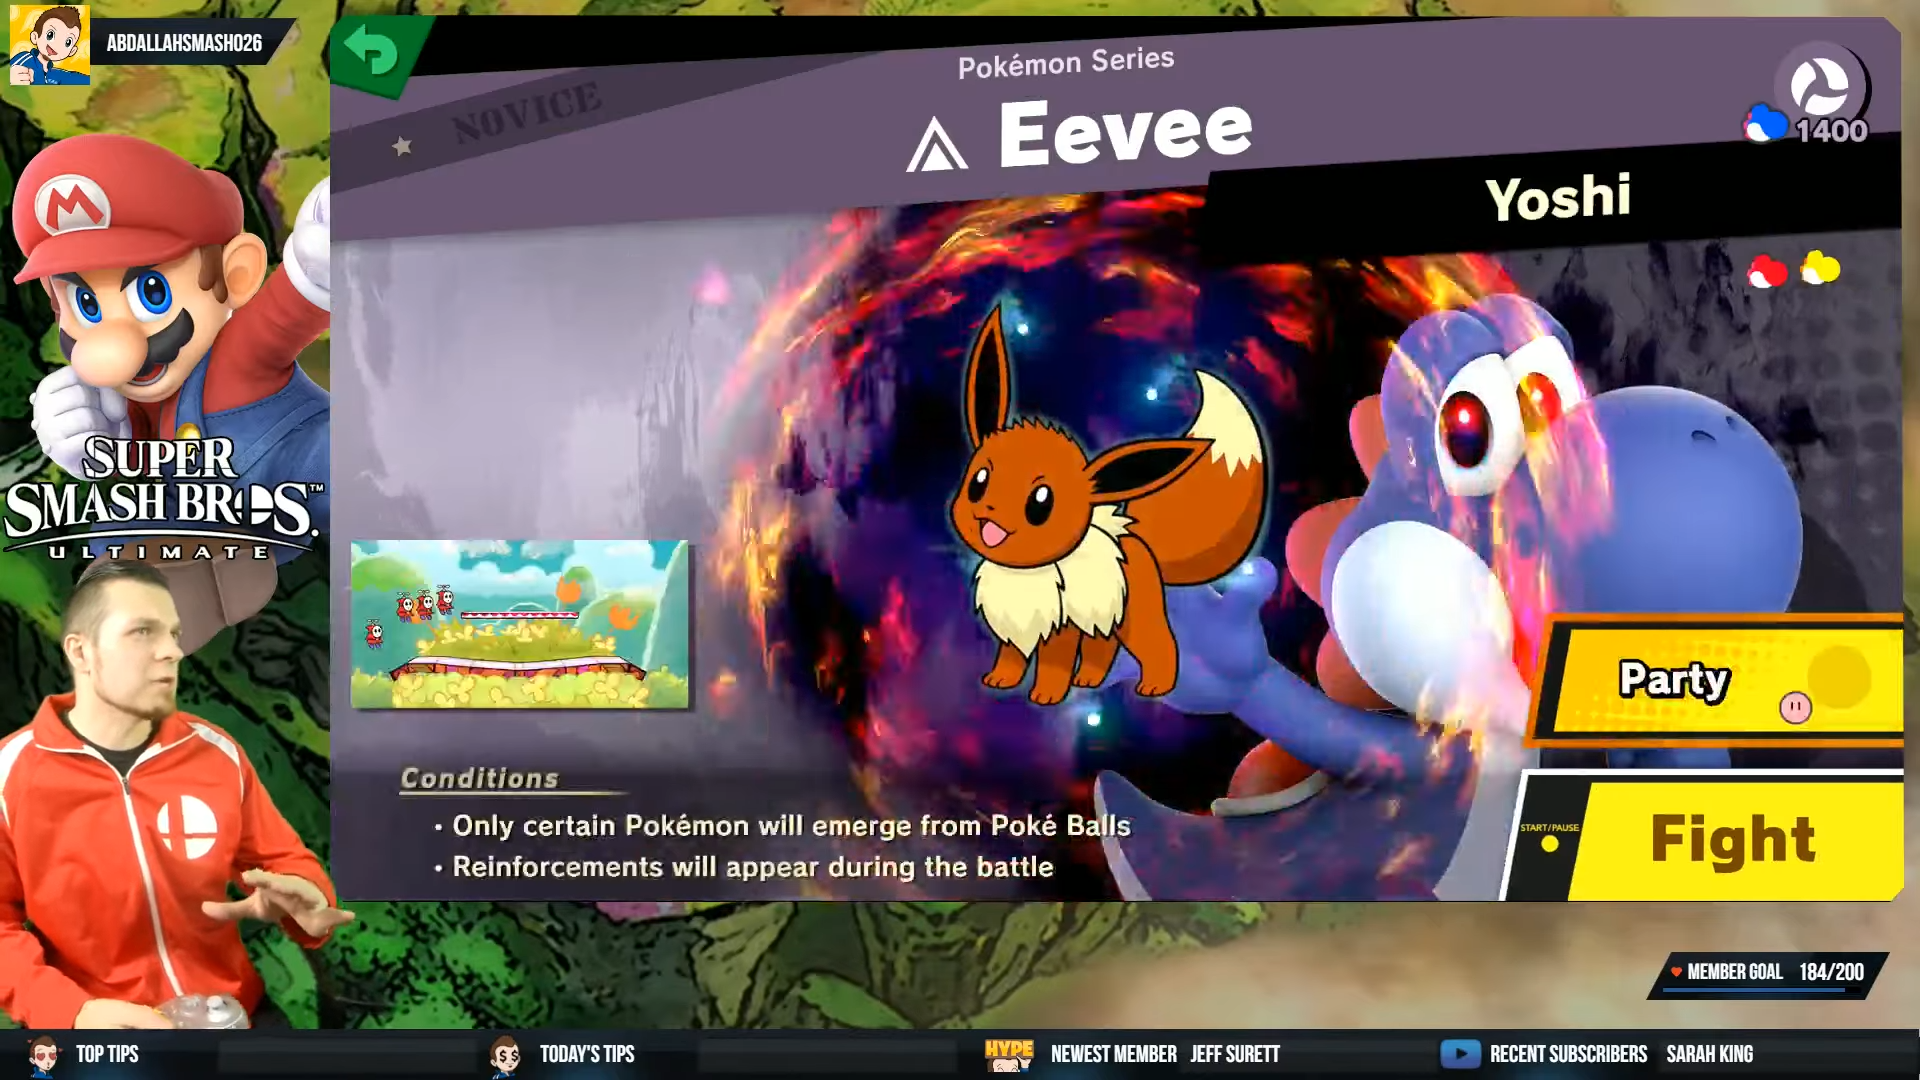 ABDALLAHSMASH026
Pokémon Series
NOVICE
Eevee
1400
Yoshi
M
SUPER
SMASH BROS.™
ULTIMATE
Party
Conditions
• Only certain Pokémon will emerge from Poké Balls
• Reinforcements will appear during the battle
START/PAUSE
Fight
MEMBER GOAL 184/200
TOP TIPS
TODAY'S TIPS
HYPE
NEWEST MEMBER JEFF SURETT
RECENT SUBSCRIBERS SARAH KING